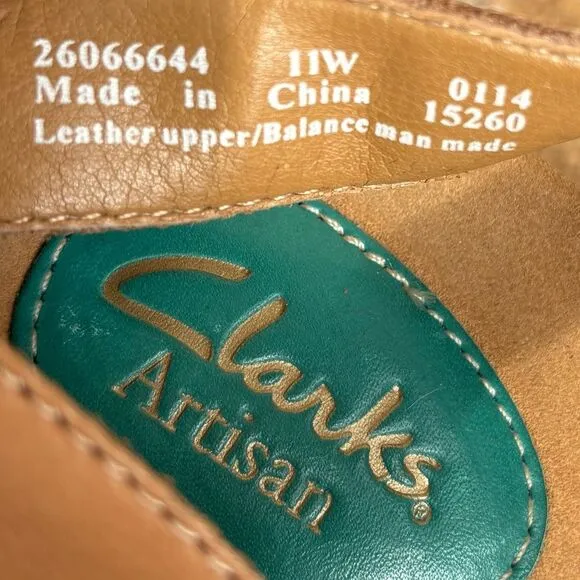 26066644 11W 0114
Made in China 15260
Leather upper/Balance man made
Clarks®
Artisan